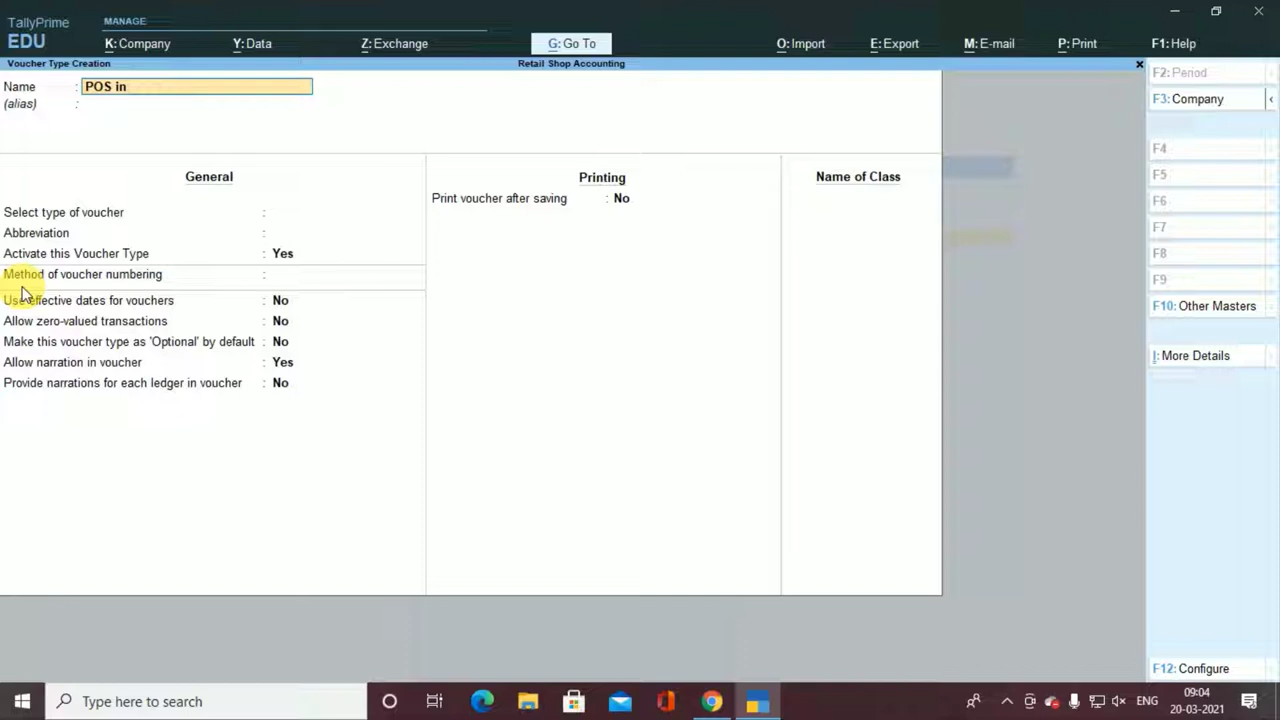 TallyPrime
EDU
MANAGE
K: Company
Y: Data
Z: Exchange
G: Go To
O: Import
E: Export
M: E-mail
P: Print
F1: Help
Voucher Type Creation
Retail Shop Accounting
Name : POS in
(alias) :
General
Select type of voucher :
Abbreviation :
Activate this Voucher Type : Yes
Method of voucher numbering :
Use effective dates for vouchers : No
Allow zero-valued transactions : No
Make this voucher type as 'Optional' by default : No
Allow narration in voucher : Yes
Provide narrations for each ledger in voucher : No
Printing
Print voucher after saving : No
Name of Class
F2: Period
F3: Company
F4
F5
F6
F7
F8
F9
F10: Other Masters
I: More Details
F12: Configure
Type here to search
ENG
09:04
20-03-2021